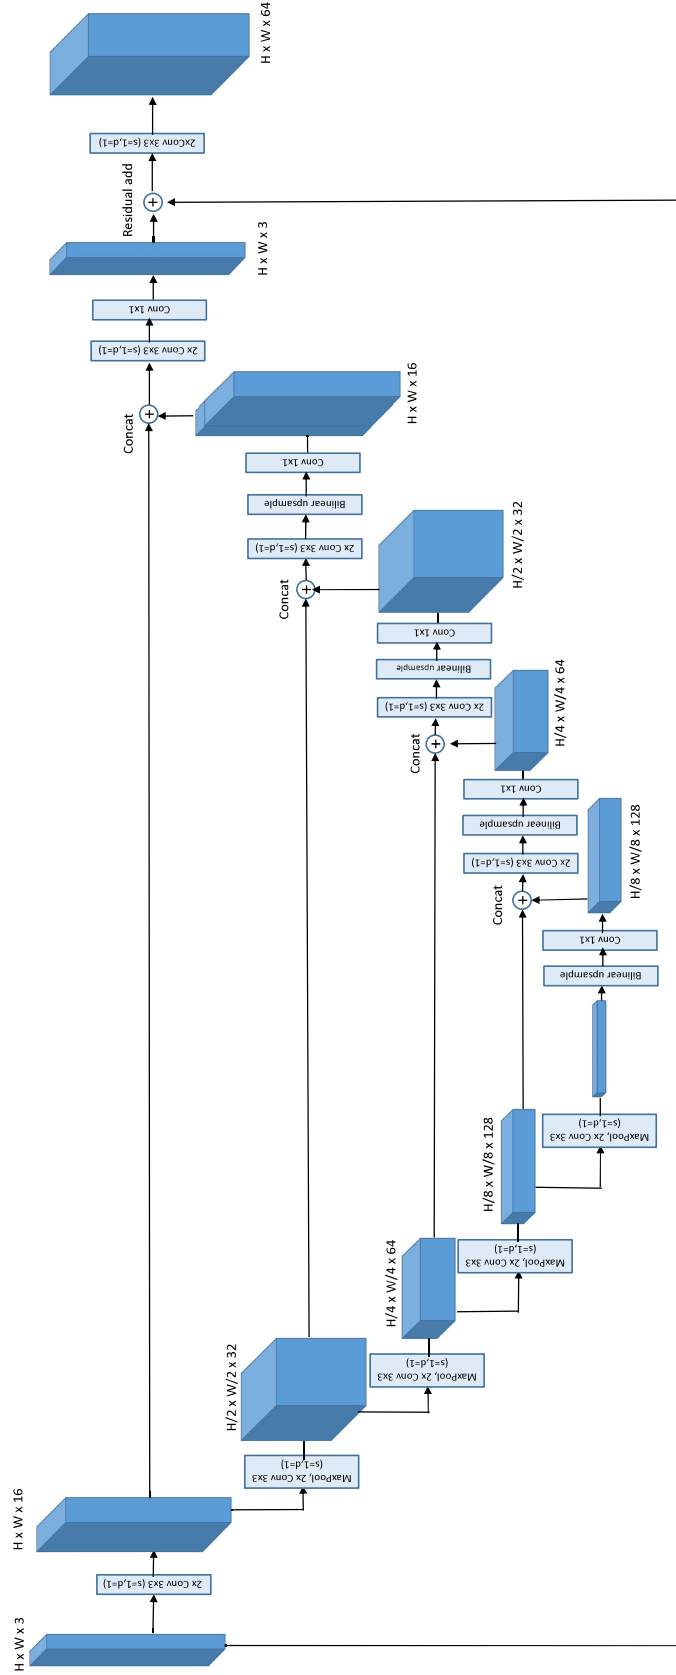 H x W x 3
2x Conv 3x3 (s=1,d=1)
H x W x 16
MaxPool, 2x Conv 3x3
(s=1,d=1)
H/2 x W/2 x 32
MaxPool, 2x Conv 3x3
(s=1,d=1)
H/4 x W/4 x 64
MaxPool, 2x Conv 3x3
(s=1,d=1)
H/8 x W/8 x 128
MaxPool, 2x Conv 3x3
(s=1,d=1)
Bilinear upsample
Conv 1x1
H/8 x W/8 x 128
Concat
+
2x Conv 3x3 (s=1,d=1)
Bilinear upsample
Conv 1x1
H/4 x W/4 x 64
Concat
+
2x Conv 3x3 (s=1,d=1)
Bilinear upsample
Conv 1x1
H/2 x W/2 x 32
Concat
+
2x Conv 3x3 (s=1,d=1)
Bilinear upsample
Conv 1x1
H x W x 16
Concat
+
2x Conv 3x3 (s=1,d=1)
Conv 1x1
H x W x 3
Residual add
+
2xConv 3x3 (s=1,d=1)
H x W x 64